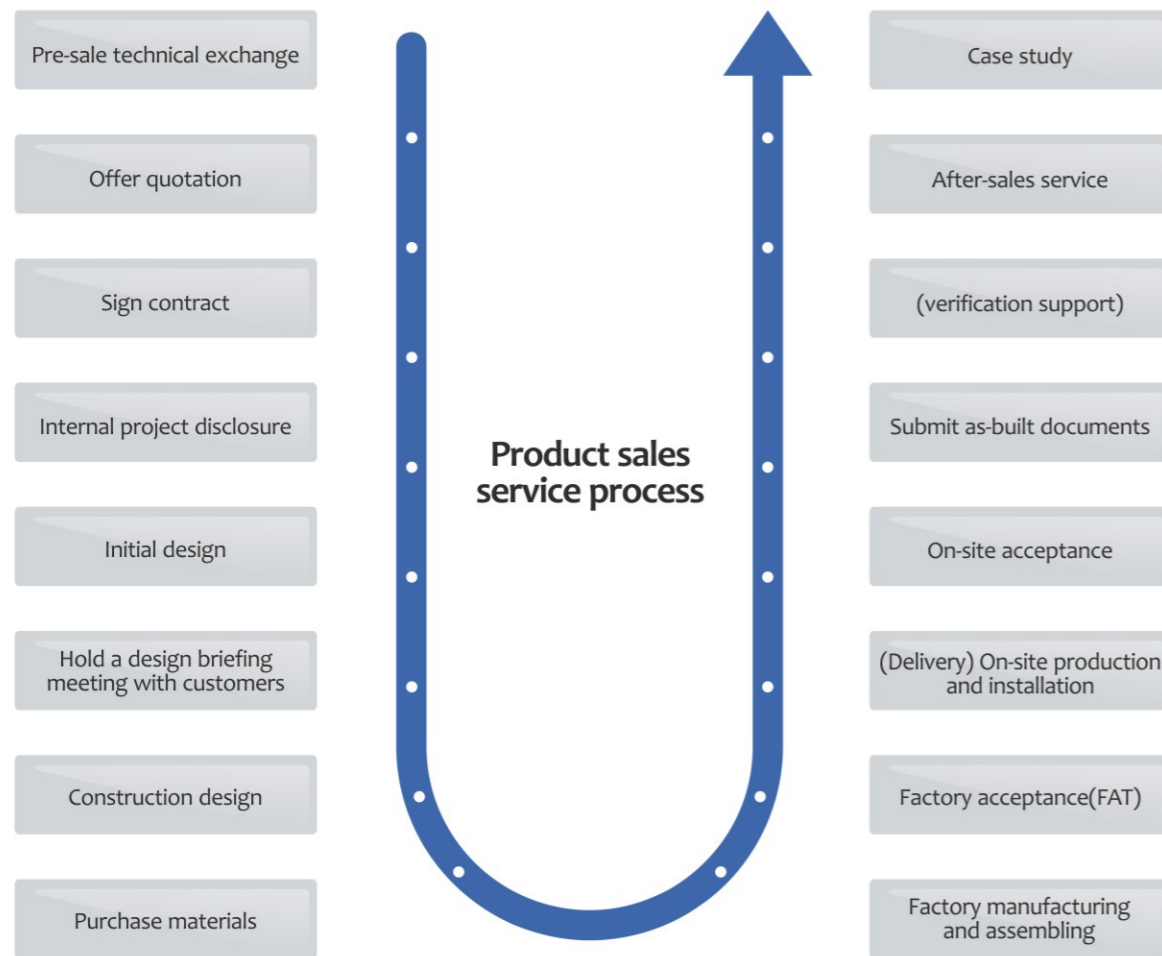 Pre-sale technical exchange
Offer quotation
Sign contract
Internal project disclosure
Initial design
Hold a design briefing
meeting with customers
Construction design
Purchase materials
Product sales
service process
Case study
After-sales service
(verification support)
Submit as-built documents
On-site acceptance
(Delivery) On-site production
and installation
Factory acceptance(FAT)
Factory manufacturing
and assembling